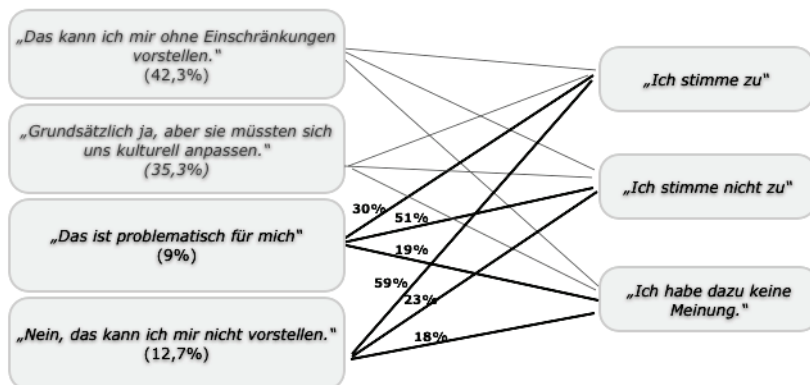 „Das kann ich mir ohne Einschränkungen
vorstellen.“
(42,3%)
„Grundsätzlich ja, aber sie müssten sich
uns kulturell anpassen.“
(35,3%)
„Das ist problematisch für mich“
(9%)
„Nein, das kann ich mir nicht vorstellen.“
(12,7%)
30%
51%
19%
59%
23%
18%
„Ich stimme zu“
„Ich stimme nicht zu“
„Ich habe dazu keine
Meinung.“